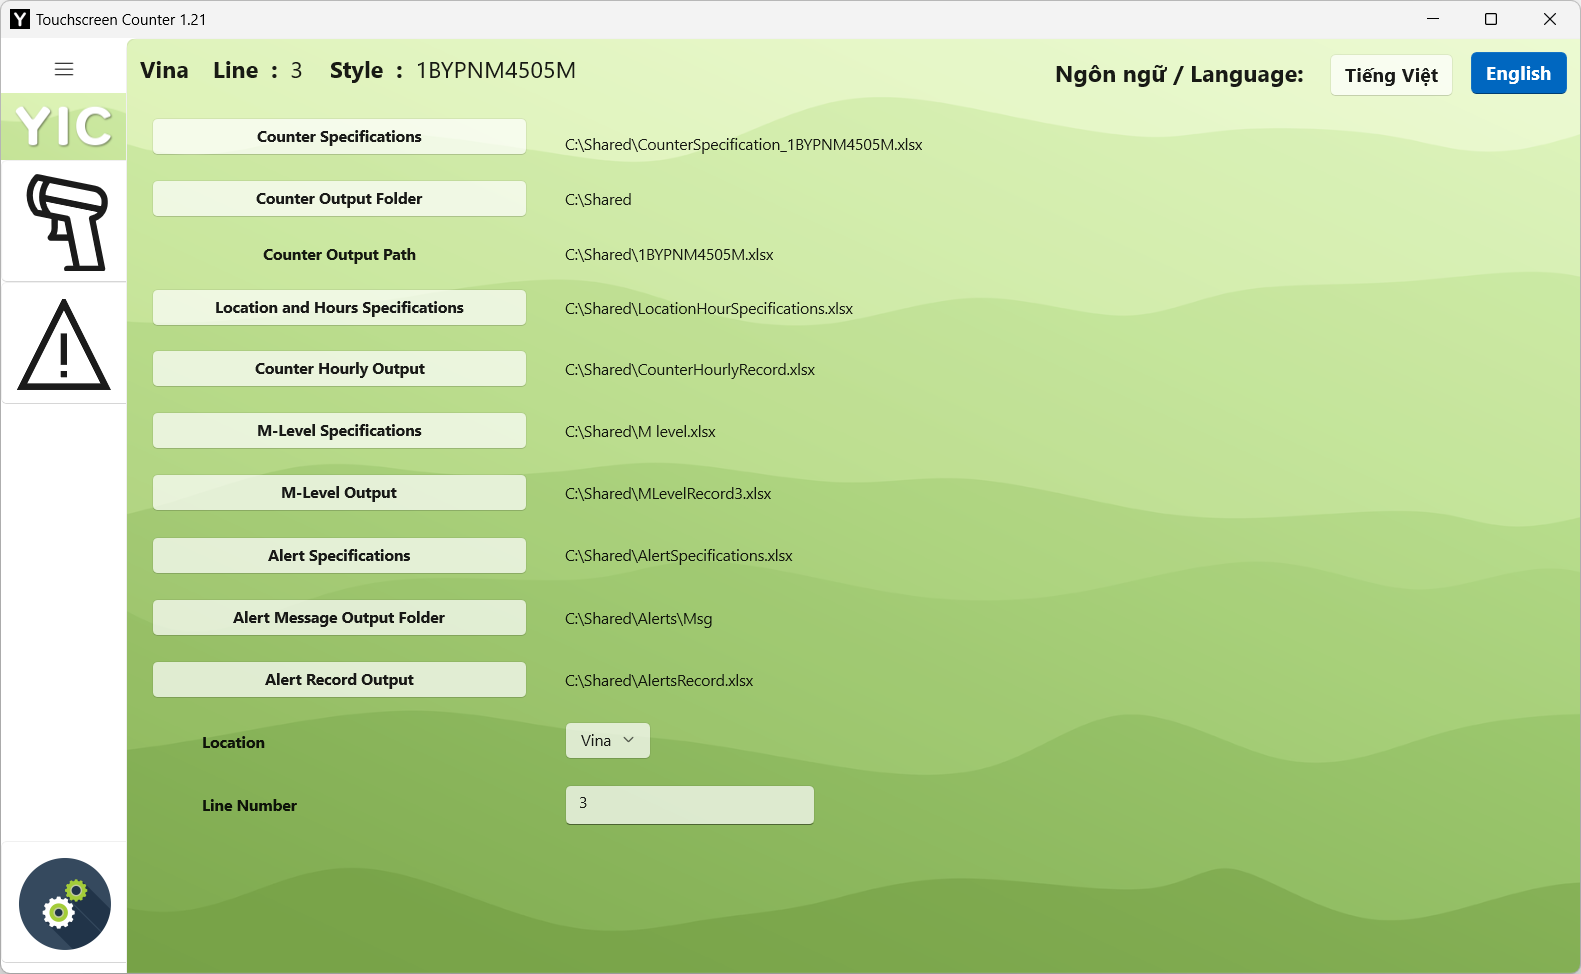 Y Touchscreen Counter 1.21
Vina Line : 3 Style : 1BYPNM4505M
Ngôn ngữ / Language: Tiếng Việt English
YIC
Counter Specifications C:\Shared\CounterSpecification_1BYPNM4505M.xlsx
Counter Output Folder C:\Shared
Counter Output Path C:\Shared\1BYPNM4505M.xlsx
Location and Hours Specifications C:\Shared\LocationHourSpecifications.xlsx
Counter Hourly Output C:\Shared\CounterHourlyRecord.xlsx
M-Level Specifications C:\Shared\M level.xlsx
M-Level Output C:\Shared\MLevelRecord3.xlsx
Alert Specifications C:\Shared\AlertSpecifications.xlsx
Alert Message Output Folder C:\Shared\Alerts\Msg
Alert Record Output C:\Shared\AlertsRecord.xlsx
Location Vina
Line Number 3